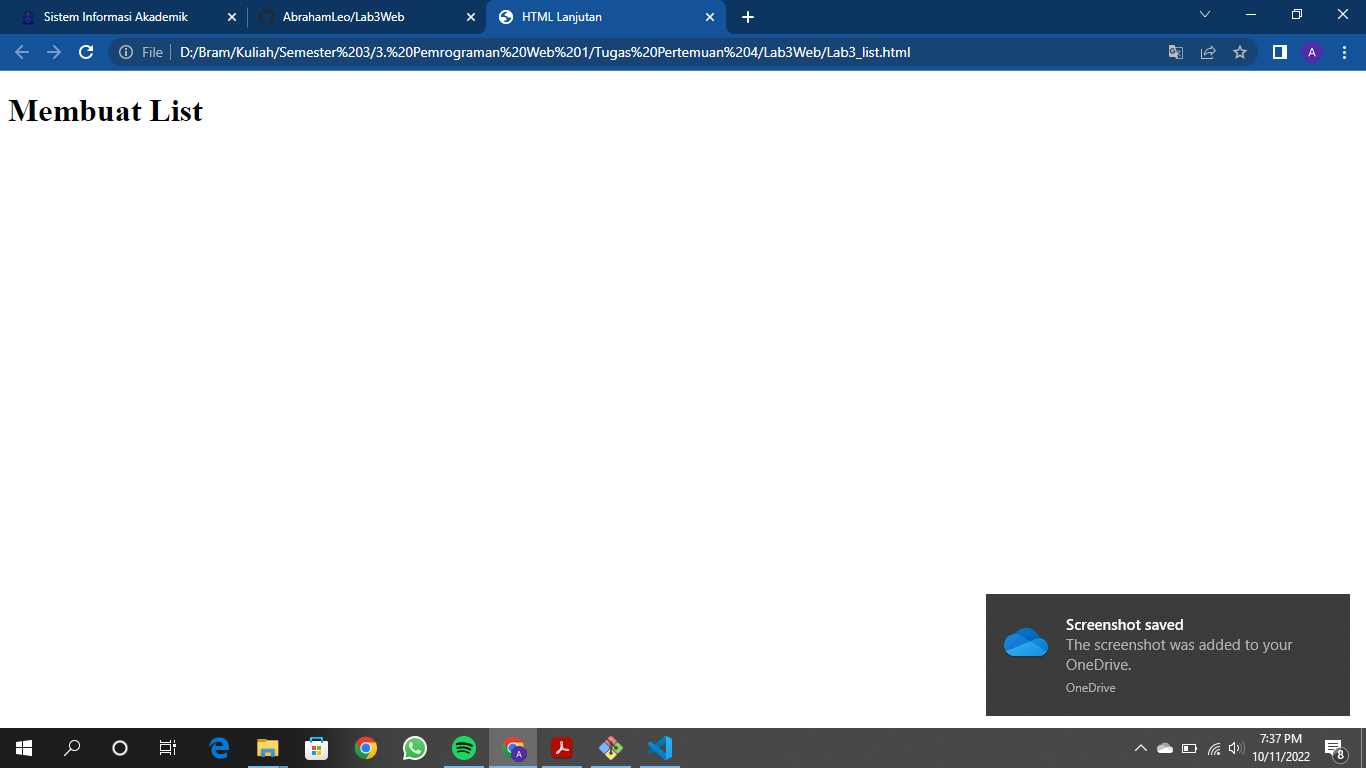 Sistem Informasi Akademik
AbrahamLeo/Lab3Web
HTML Lanjutan
File
D:/Bram/Kuliah/Semester%203/3.%20Pemrograman%20Web%201/Tugas%20Pertemuan%204/Lab3Web/Lab3_list.html
A
Membuat List
Screenshot saved
The screenshot was added to your
OneDrive.
OneDrive
A
7:37 PM
10/11/2022
8